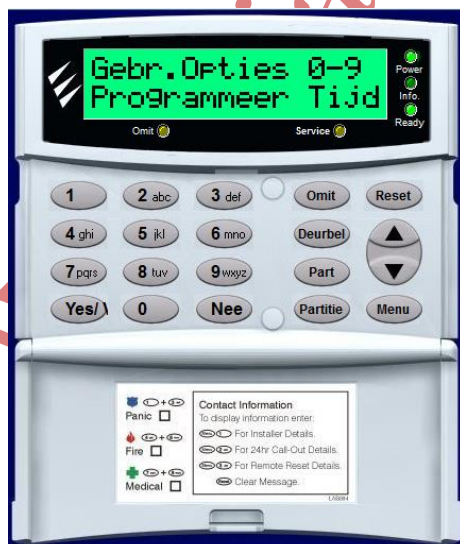 Gebr.Opties 0-9
Programmeer Tijd
Power
Info.
Ready
Omit
Service
1
2 abc
3 def
Omit
Reset
4 ghi
5 jkl
6 mno
Deurbel
7 pqrs
8 tuv
9 wxyz
Part
Yes/
0
Nee
Partitie
Menu
Panic
Fire
Medical
Contact Information
To display information enter:
For Installer Details.
For 24hr Call-Out Details.
For Remote Reset Details.
Clear Message.